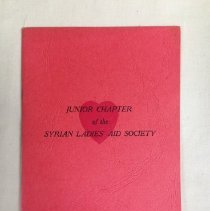 JUNIOR CHAPTER
of the
SYRIAN LADIES' AID SOCIETY